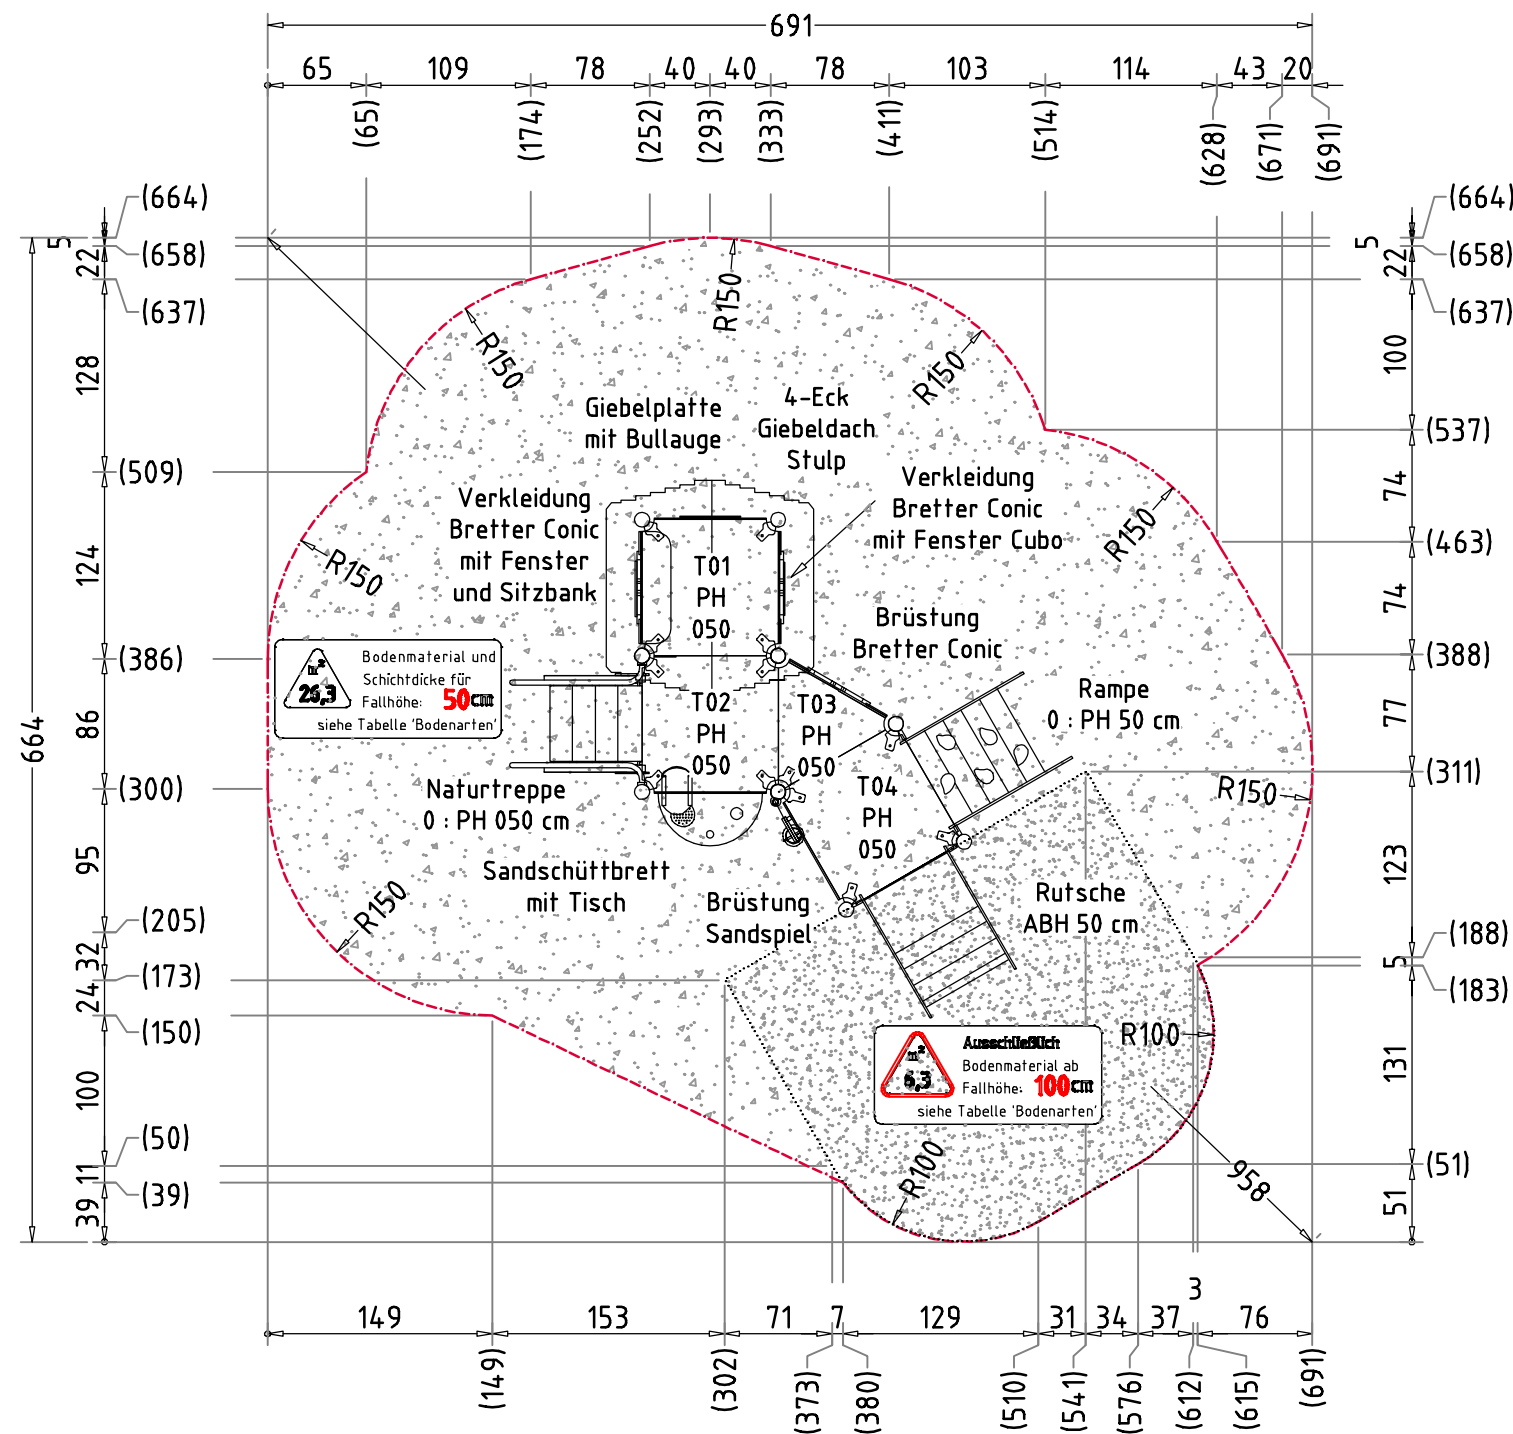 691
65 109 78 40 40 78 103 114 43 20
(65) (174) (252) (293) (333) (411) (514) (628) (671) (691)
(664)
(658)
(637)
(509)
(386)
(300)
(205)
(173)
(150)
(50)
(39)
5
22
128
124
86
95
32
24
100
11
39
664
(664)
(658)
(637)
(537)
(463)
(388)
(311)
(188)
(183)
(51)
5
22
100
74
74
77
123
5
131
51
R150
R150
R150
R150
R150
R150
R150
R100
R100
958
Giebelplatte
mit Bullauge
4-Eck
Giebeldach
Stulp
Verkleidung
Bretter Conic
mit Fenster
und Sitzbank
Verkleidung
Bretter Conic
mit Fenster Cubo
T01
PH
050
Brüstung
Bretter Conic
m²
26,3
Bodenmaterial und
Schichtdicke für
Fallhöhe: 50cm
siehe Tabelle 'Bodenarten'
T02
PH
050
T03
PH
050
Rampe
0 : PH 50 cm
Naturtreppe
0 : PH 050 cm
T04
PH
050
Sandschüttbrett
mit Tisch
Brüstung
Sandspiel
Rutsche
ABH 50 cm
m²
6,3
Ausschließlich
Bodenmaterial ab
Fallhöhe: 100cm
siehe Tabelle 'Bodenarten'
149 153 71 7 129 31 34 37 3 76
(149) (302) (373) (380) (510) (541) (576) (612) (615) (691)